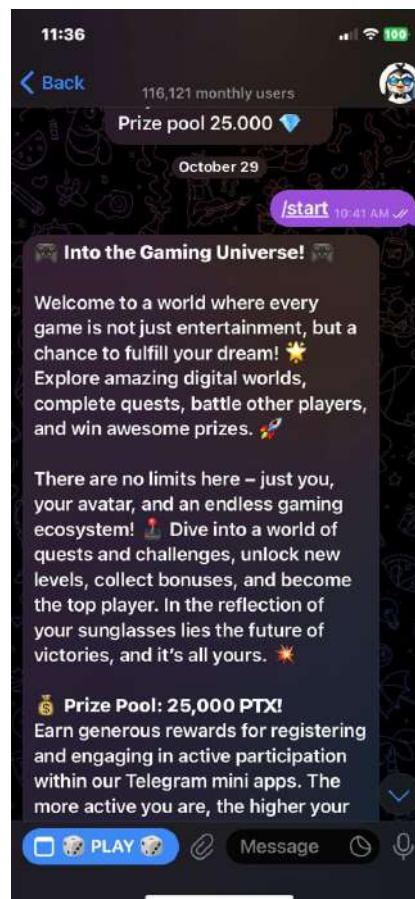 11:36
100
Back
116,121 monthly users
Prize pool 25.000 💎
October 29
/start 10:41 AM
🎮 Into the Gaming Universe! 🎮
Welcome to a world where every
game is not just entertainment, but a
chance to fulfill your dream! 🌟
Explore amazing digital worlds,
complete quests, battle other players,
and win awesome prizes. 🚀
There are no limits here – just you,
your avatar, and an endless gaming
ecosystem! 🕹️ Dive into a world of
quests and challenges, unlock new
levels, collect bonuses, and become
the top player. In the reflection of
your sunglasses lies the future of
victories, and it's all yours. 💥
💰 Prize Pool: 25,000 PTX!
Earn generous rewards for registering
and engaging in active participation
within our Telegram mini apps. The
more active you are, the higher your
🎲 PLAY 🎲
Message